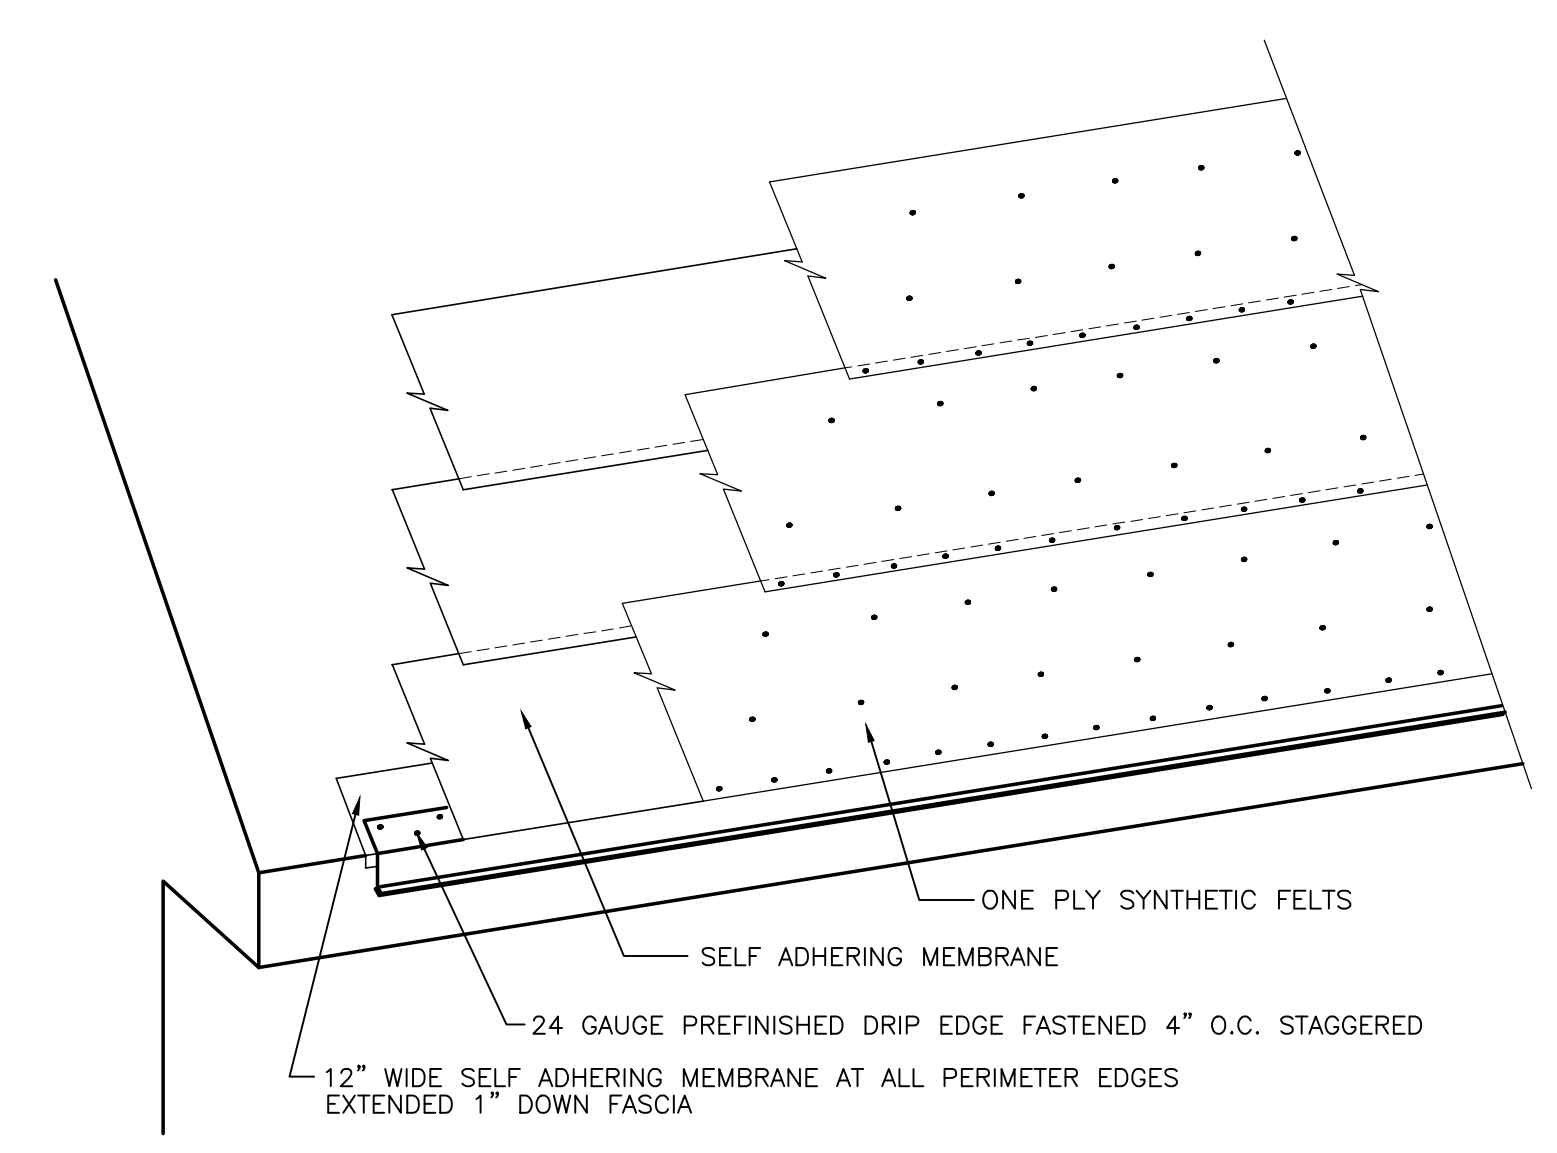 ONE PLY SYNTHETIC FELTS
SELF ADHERING MEMBRANE
24 GAUGE PREFINISHED DRIP EDGE FASTENED 4” O.C. STAGGERED
12” WIDE SELF ADHERING MEMBRANE AT ALL PERIMETER EDGES
EXTENDED 1” DOWN FASCIA